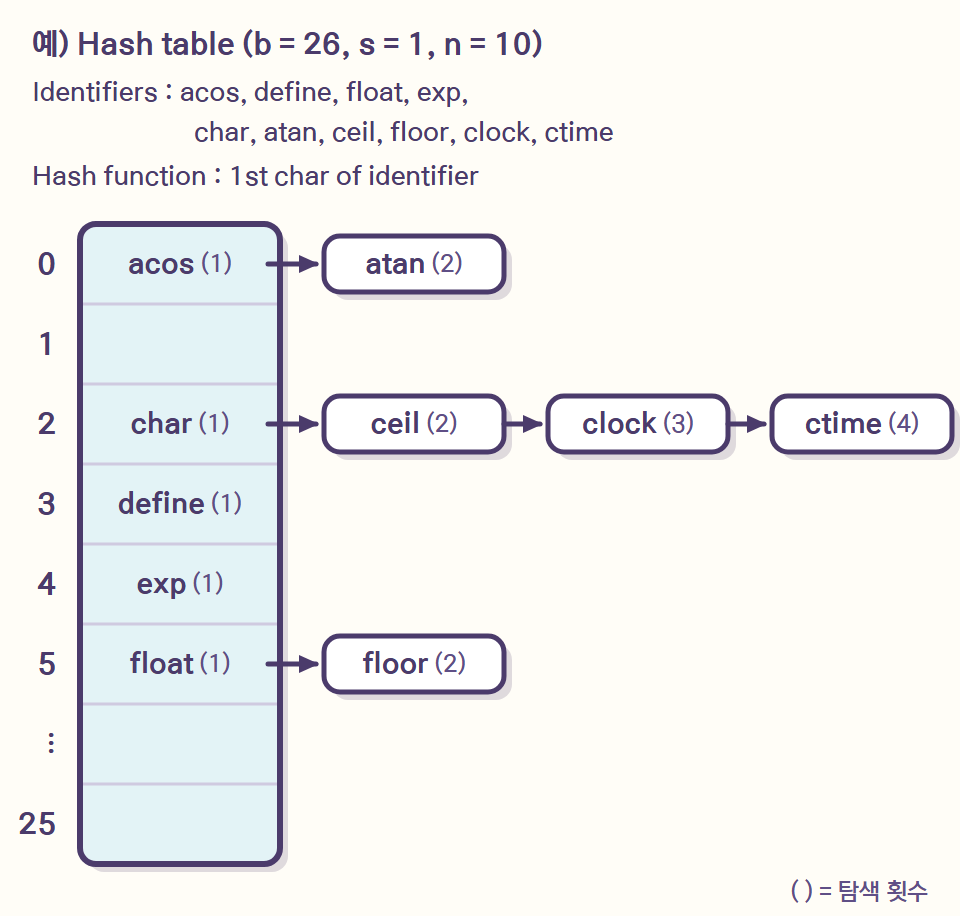 예) Hash table (b = 26, s = 1, n = 10)
Identifiers : acos, define, float, exp,
char, atan, ceil, floor, clock, ctime
Hash function : 1st char of identifier
0 acos (1) atan (2)
1
2 char (1) ceil (2) clock (3) ctime (4)
3 define (1)
4 exp (1)
5 float (1) floor (2)
⋮
25
( ) = 탐색 횟수